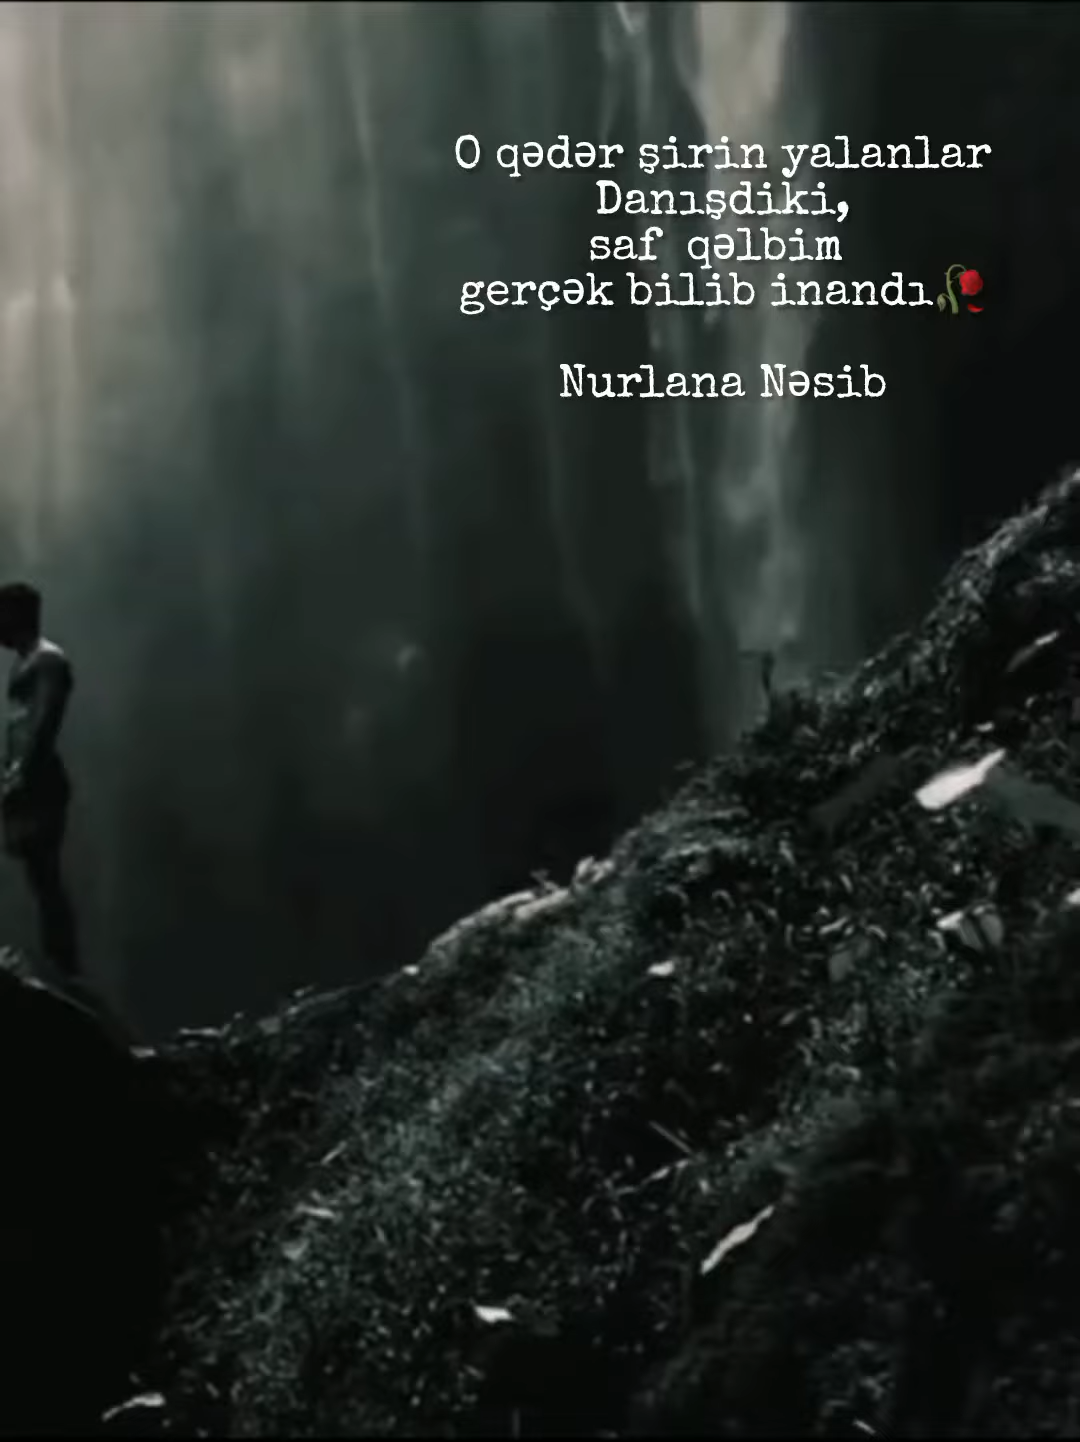 O qədər şirin yalanlar
Danışdiki,
saf qəlbim
gerçək bilib inandı🥀
Nurlana Nəsib